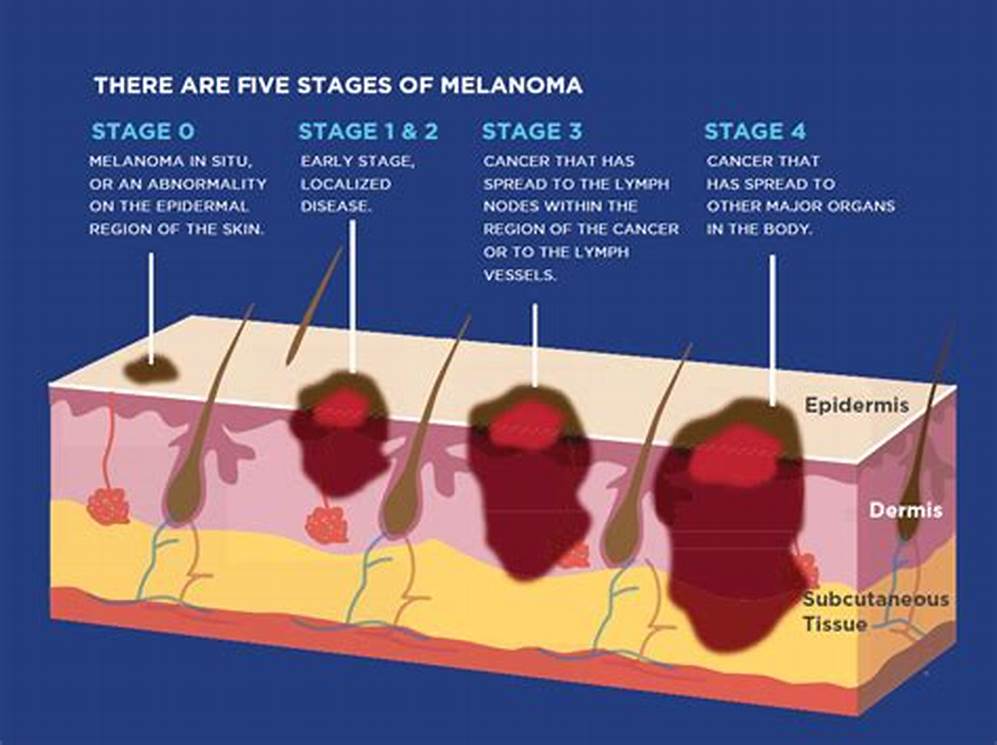 THERE ARE FIVE STAGES OF MELANOMA
STAGE 0
MELANOMA IN SITU,
OR AN ABNORMALITY
ON THE EPIDERMAL
REGION OF THE SKIN.
STAGE 1 & 2
EARLY STAGE,
LOCALIZED
DISEASE.
STAGE 3
CANCER THAT HAS
SPREAD TO THE LYMPH
NODES WITHIN THE
REGION OF THE CANCER
OR TO THE LYMPH
VESSELS.
STAGE 4
CANCER THAT
HAS SPREAD TO
OTHER MAJOR ORGANS
IN THE BODY.
Epidermis
Dermis
Subcutaneous
Tissue